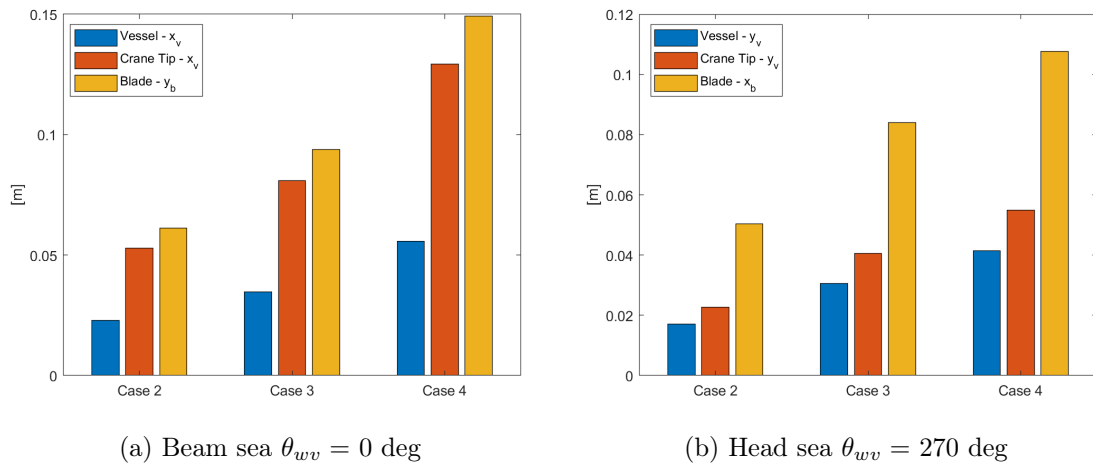 0.15
0.1
0.05
0
[m]
Vessel - x_v
Crane Tip - x_v
Blade - y_b
Case 2 Case 3 Case 4
(a) Beam sea θ_wv = 0 deg
0.12
0.1
0.08
0.06
0.04
0.02
0
[m]
Vessel - y_v
Crane Tip - y_v
Blade - x_b
Case 2 Case 3 Case 4
(b) Head sea θ_wv = 270 deg